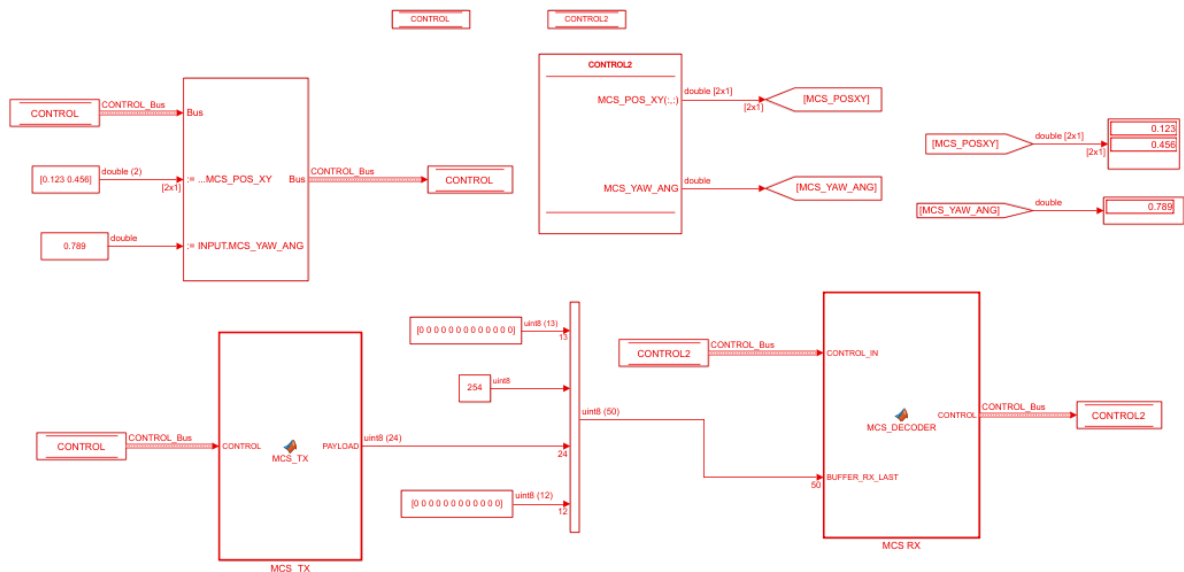 CONTROL
CONTROL2
CONTROL
CONTROL_Bus
Bus
[0.123 0.456]
double (2)
[2x1]
:= ...MCS_POS_XY
Bus
CONTROL_Bus
CONTROL
0.789
double
:= INPUT.MCS_YAW_ANG
CONTROL2
MCS_POS_XY(:,:)
double [2x1]
[2x1]
[MCS_POSXY]
MCS_YAW_ANG
double
[MCS_YAW_ANG]
[MCS_POSXY]
double [2x1]
[2x1]
0.123
0.456
[MCS_YAW_ANG]
double
0.789
CONTROL
CONTROL_Bus
CONTROL
MCS_TX
PAYLOAD
uint8 (24)
MCS_TX
[0 0 0 0 0 0 0 0 0 0 0 0 0]
uint8 (13)
13
254
uint8
24
[0 0 0 0 0 0 0 0 0 0 0 0]
uint8 (12)
12
uint8 (50)
CONTROL2
CONTROL_Bus
CONTROL_IN
MCS_DECODER
CONTROL
50
BUFFER_RX_LAST
MCS RX
CONTROL_Bus
CONTROL2